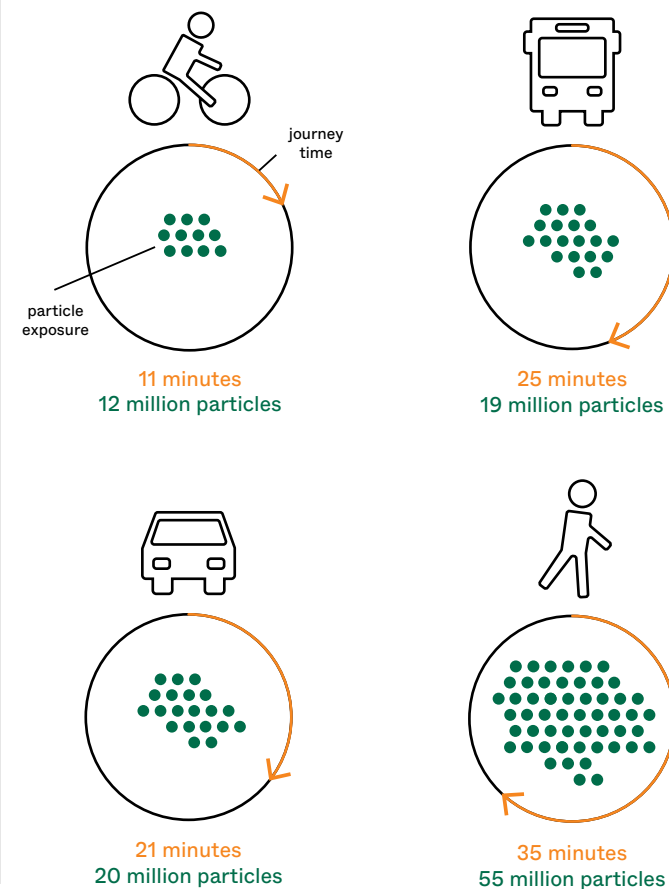 journey
time
particle
exposure
11 minutes
12 million particles
25 minutes
19 million particles
21 minutes
20 million particles
35 minutes
55 million particles